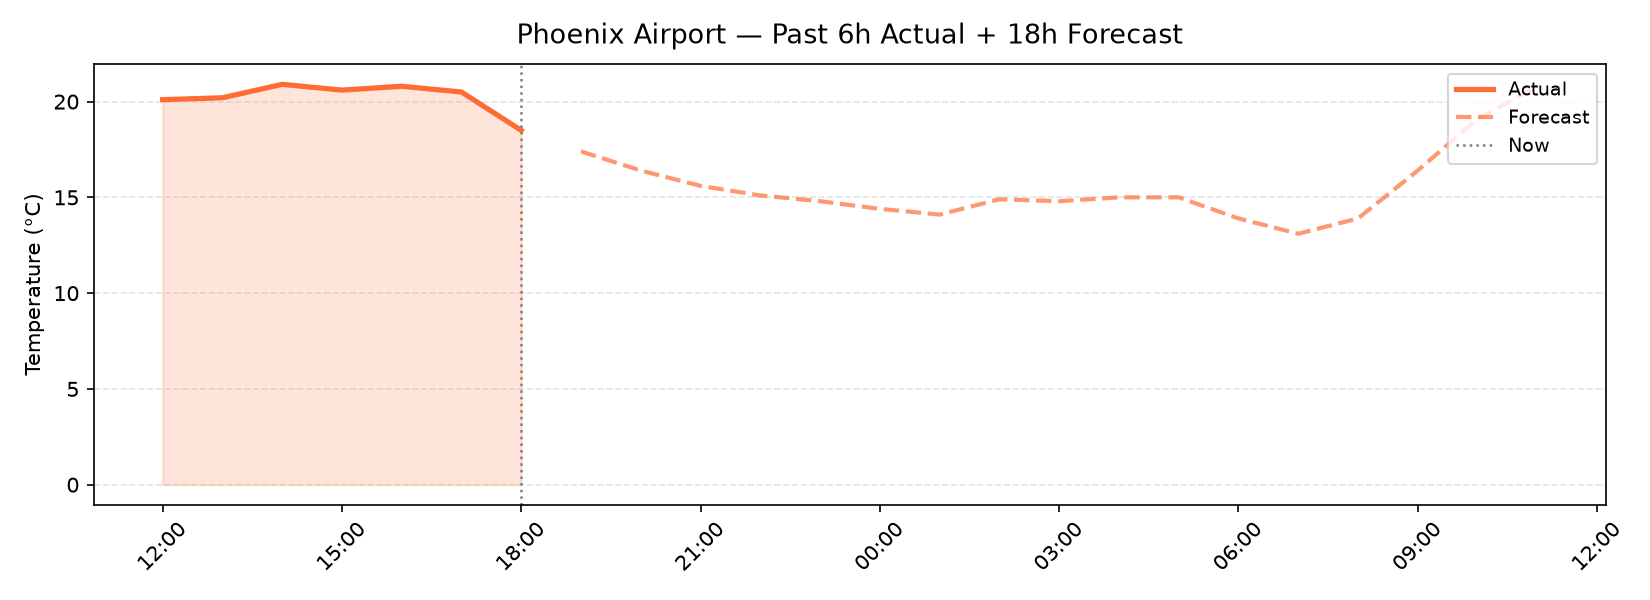 Phoenix Airport — Past 6h Actual + 18h Forecast
Temperature (°C)
20
15
10
5
0
12:00
15:00
18:00
21:00
00:00
03:00
06:00
09:00
12:00
Actual
Forecast
Now